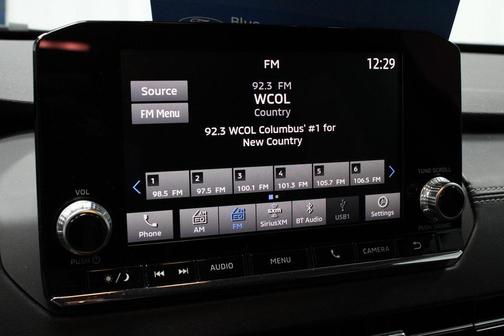 Blue
FM
12:29
Source
FM Menu
92.3 FM
WCOL
Country
92.3 WCOL Columbus' #1 for
New Country
1 2 3 4 5 6
98.5 FM 97.5 FM 100.1 FM 101.3 FM 105.7 FM 106.5 FM
Phone AM FM SiriusXM BT Audio USB1 Settings
VOL
PUSH
TUNE SCROLL
AUDIO MENU CAMERA